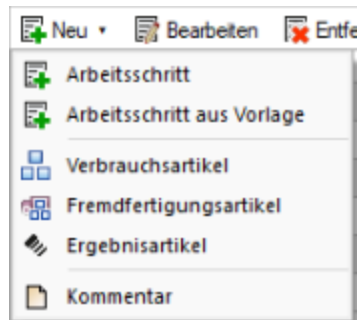 Neu Bearbeiten Entfe
Arbeitsschritt
Arbeitsschritt aus Vorlage
Verbrauchsartikel
Fremdfertigungsartikel
Ergebnisartikel
Kommentar